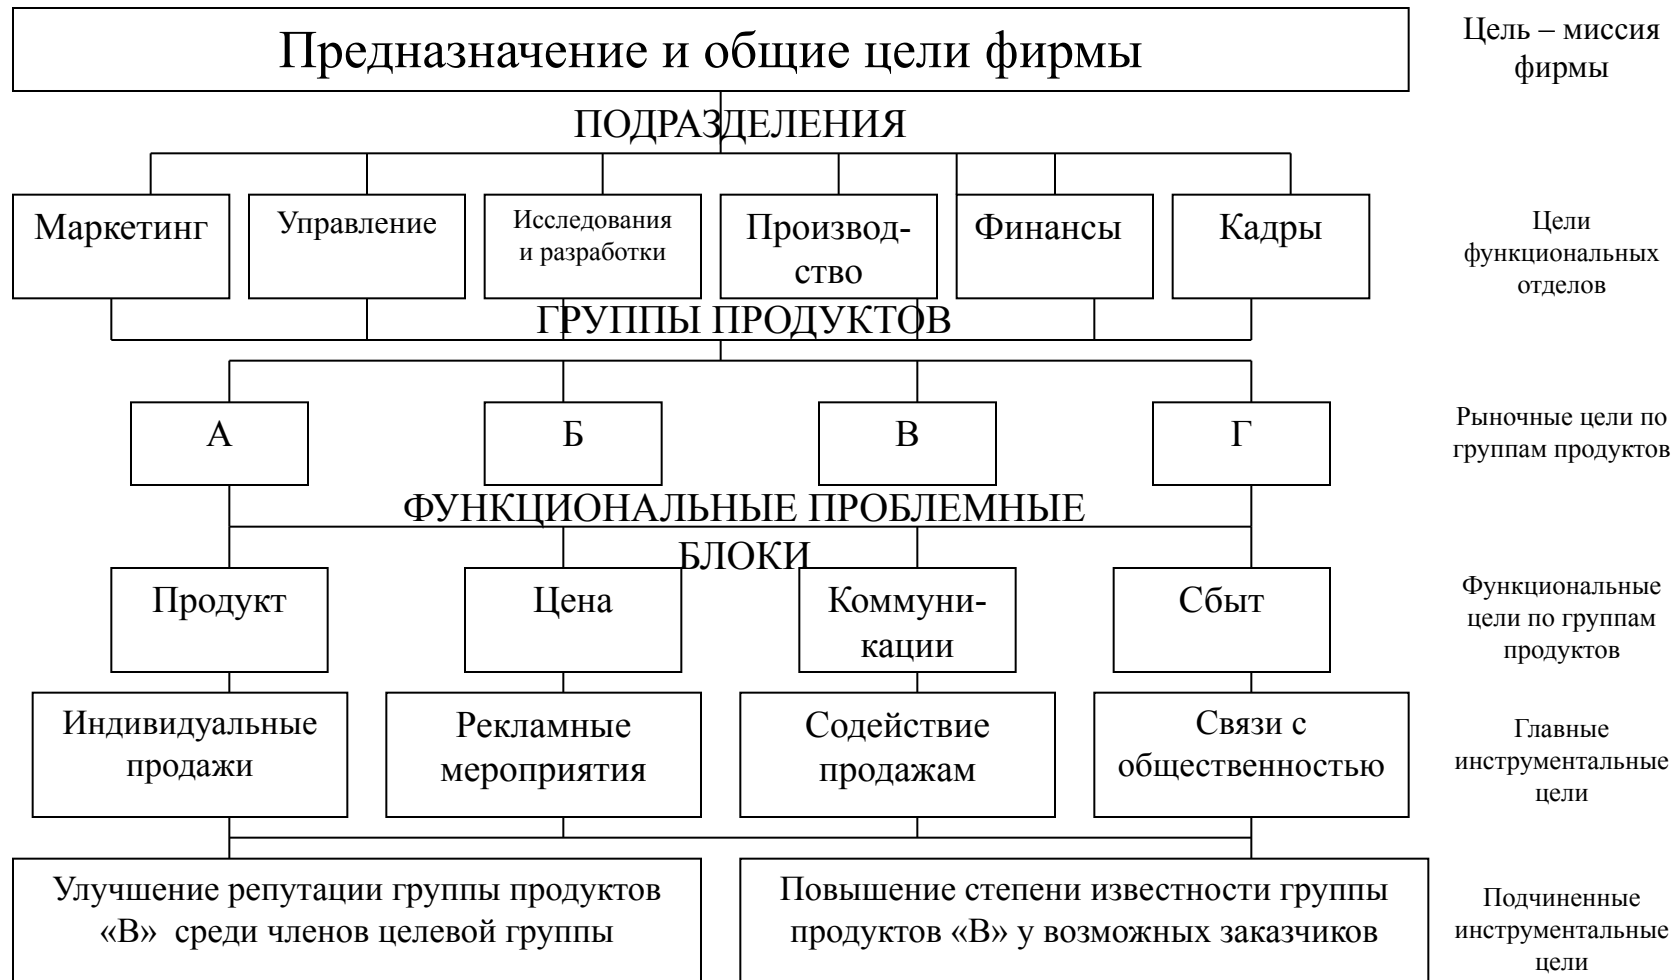 Предназначение и общие цели фирмы
Цель – миссия
фирмы
ПОДРАЗДЕЛЕНИЯ
Маркетинг
Управление
Исследования
и разработки
Производ-
ство
Финансы
Кадры
Цели
функциональных
отделов
ГРУППЫ ПРОДУКТОВ
А
Б
В
Г
Рыночные цели по
группам продуктов
ФУНКЦИОНАЛЬНЫЕ ПРОБЛЕМНЫЕ
БЛОКИ
Продукт
Цена
Коммуни-
кации
Сбыт
Функциональные
цели по группам
продуктов
Индивидуальные
продажи
Рекламные
мероприятия
Содействие
продажам
Связи с
общественностью
Главные
инструментальные
цели
Улучшение репутации группы продуктов
«В» среди членов целевой группы
Повышение степени известности группы
продуктов «В» у возможных заказчиков
Подчиненные
инструментальные
цели